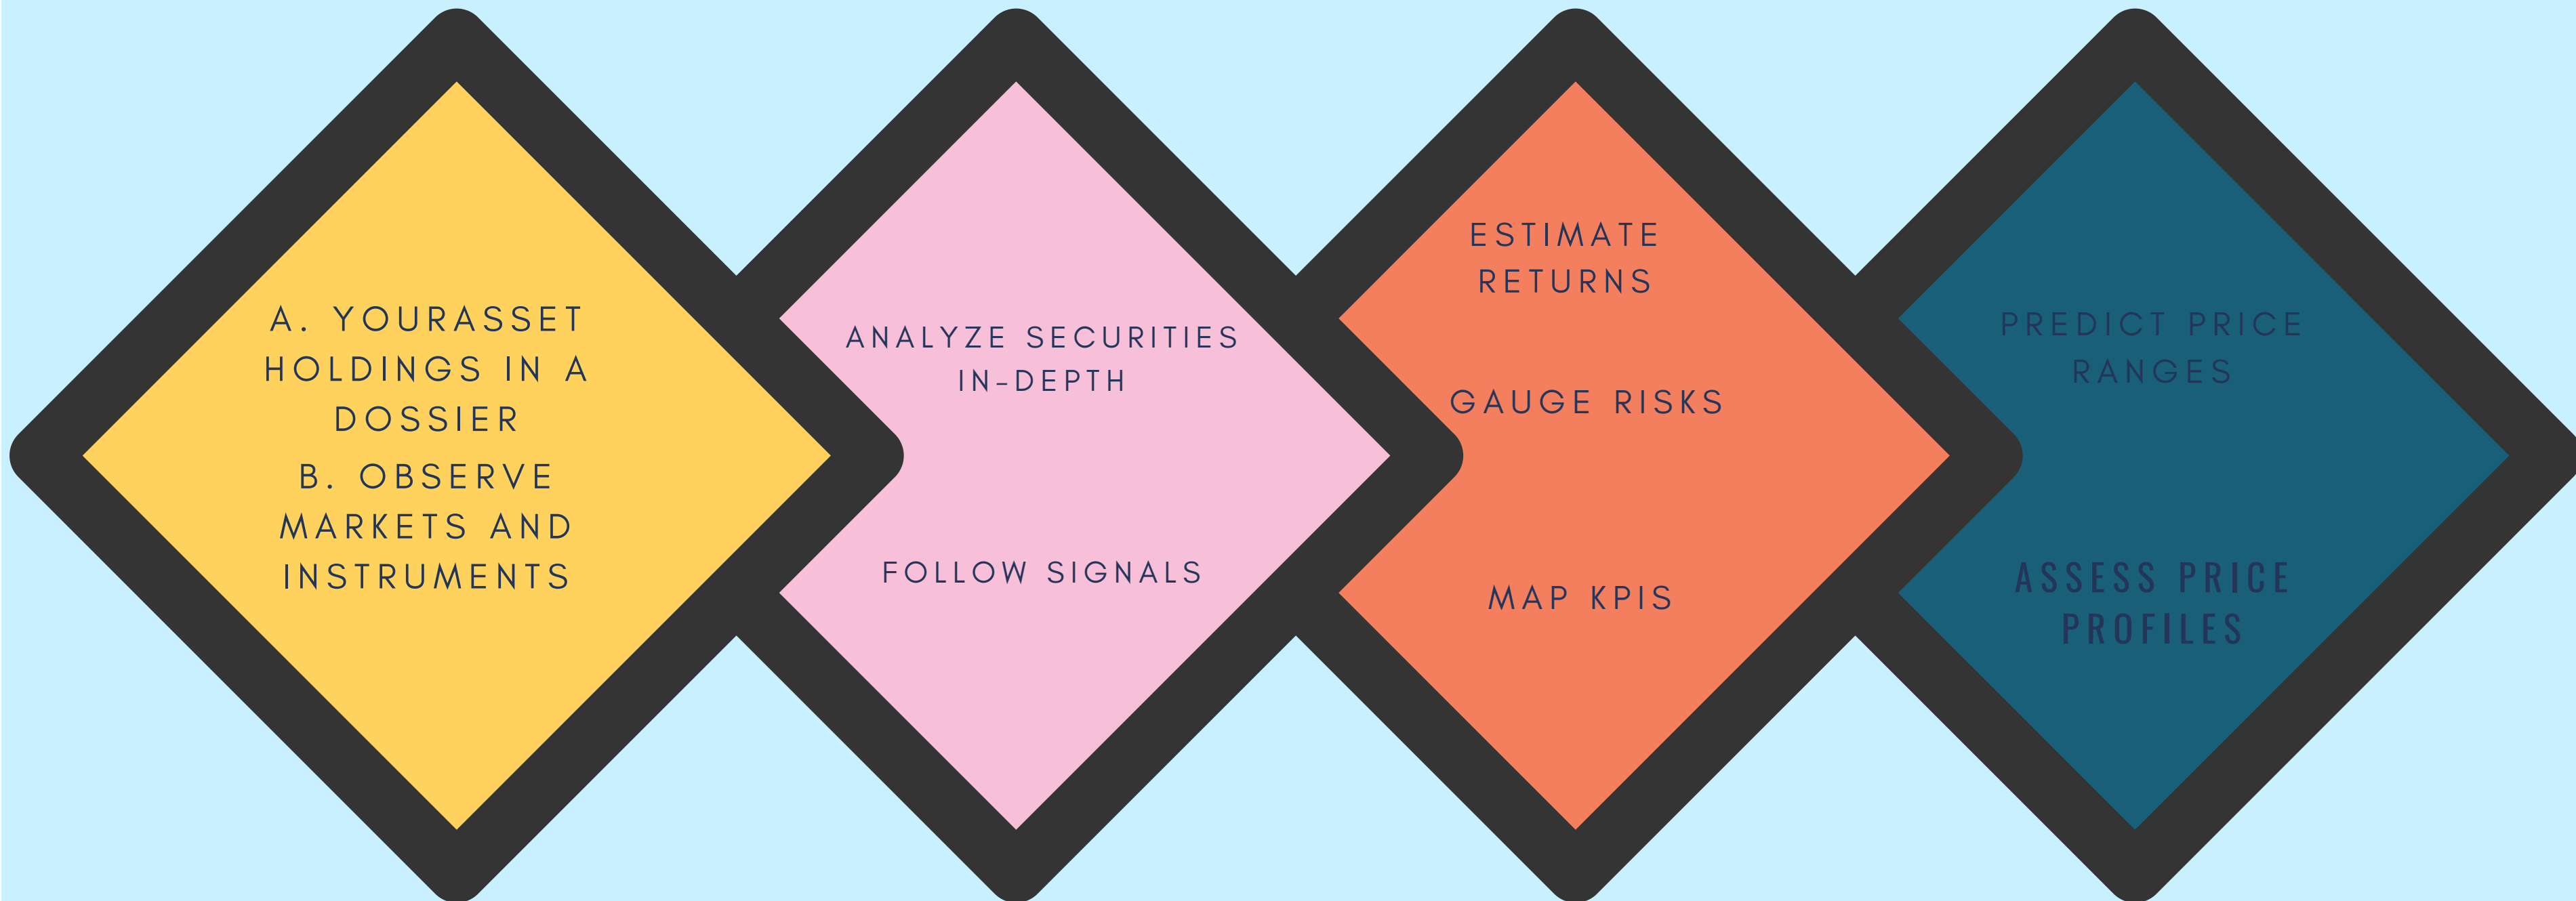 A. YOURASSET
HOLDINGS IN A
DOSSIER
B. OBSERVE
MARKETS AND
INSTRUMENTS
ANALYZE SECURITIES
IN-DEPTH
FOLLOW SIGNALS
ESTIMATE
RETURNS
GAUGE RISKS
MAP KPIS
PREDICT PRICE
RANGES
ASSESS PRICE
PROFILES